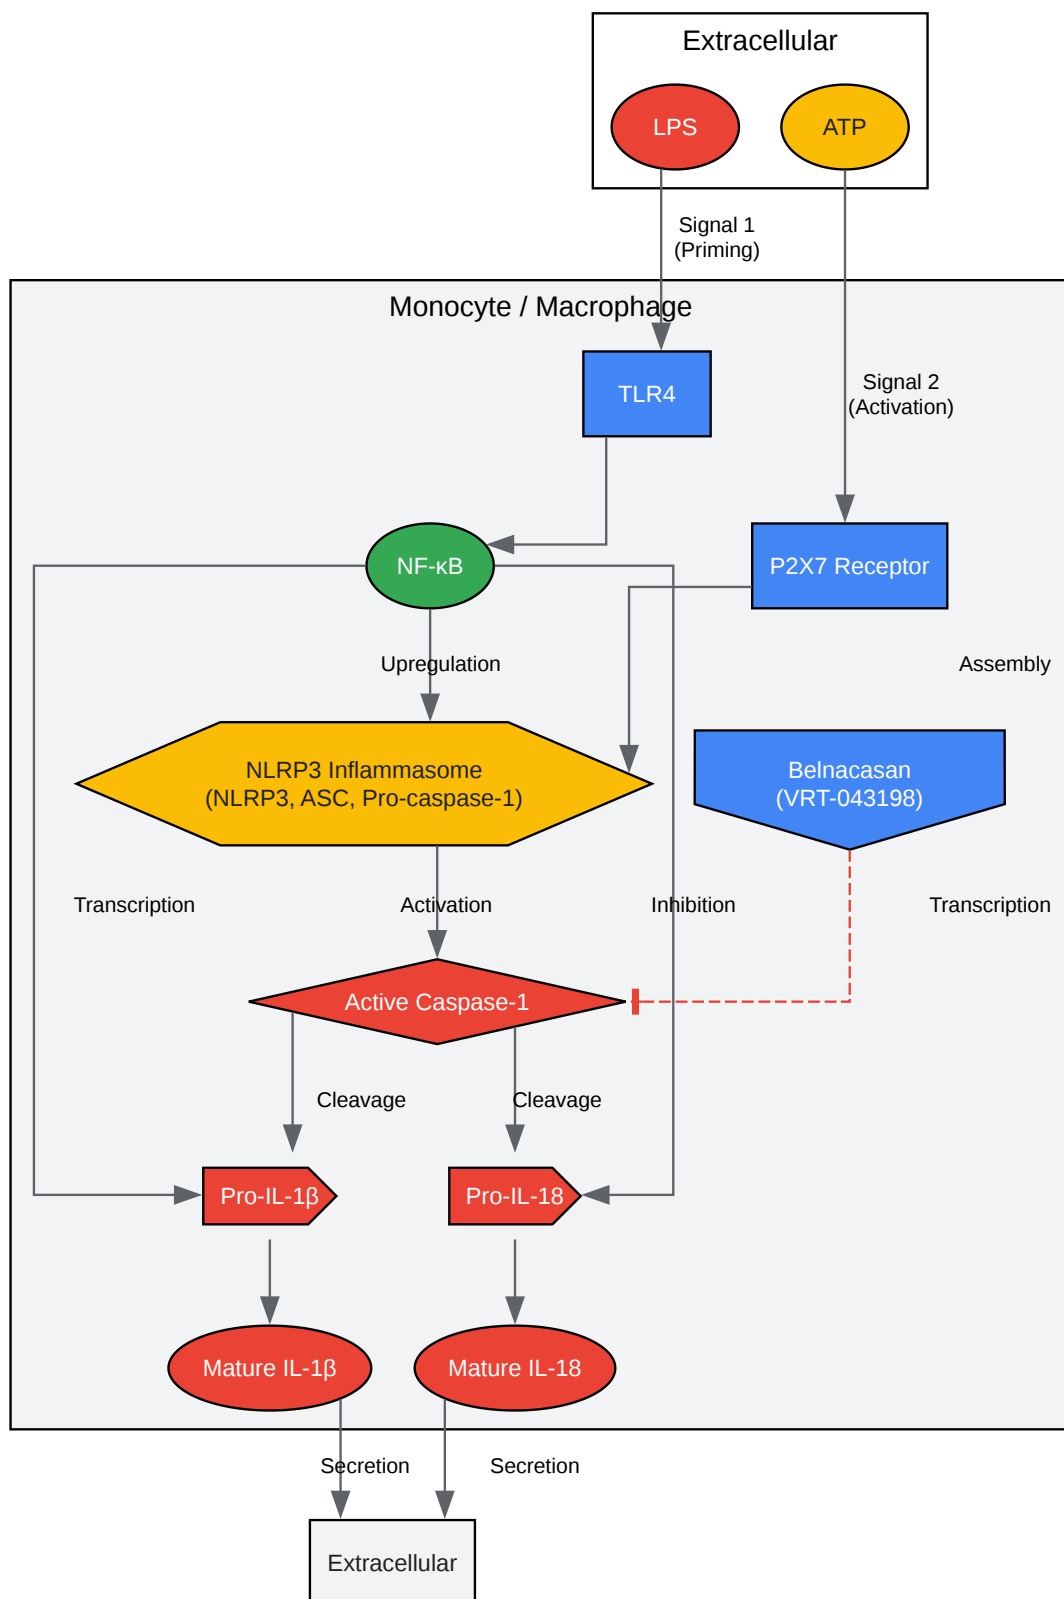 Extracellular
LPS
ATP
Signal 1
(Priming)
Monocyte / Macrophage
TLR4
Signal 2
(Activation)
NF-κB
P2X7 Receptor
Upregulation
Assembly
NLRP3 Inflammasome
(NLRP3, ASC, Pro-caspase-1)
Belnacasan
(VRT-043198)
Transcription
Activation
Inhibition
Transcription
Active Caspase-1
Cleavage
Cleavage
Pro-IL-1β
Pro-IL-18
Mature IL-1β
Mature IL-18
Secretion
Secretion
Extracellular